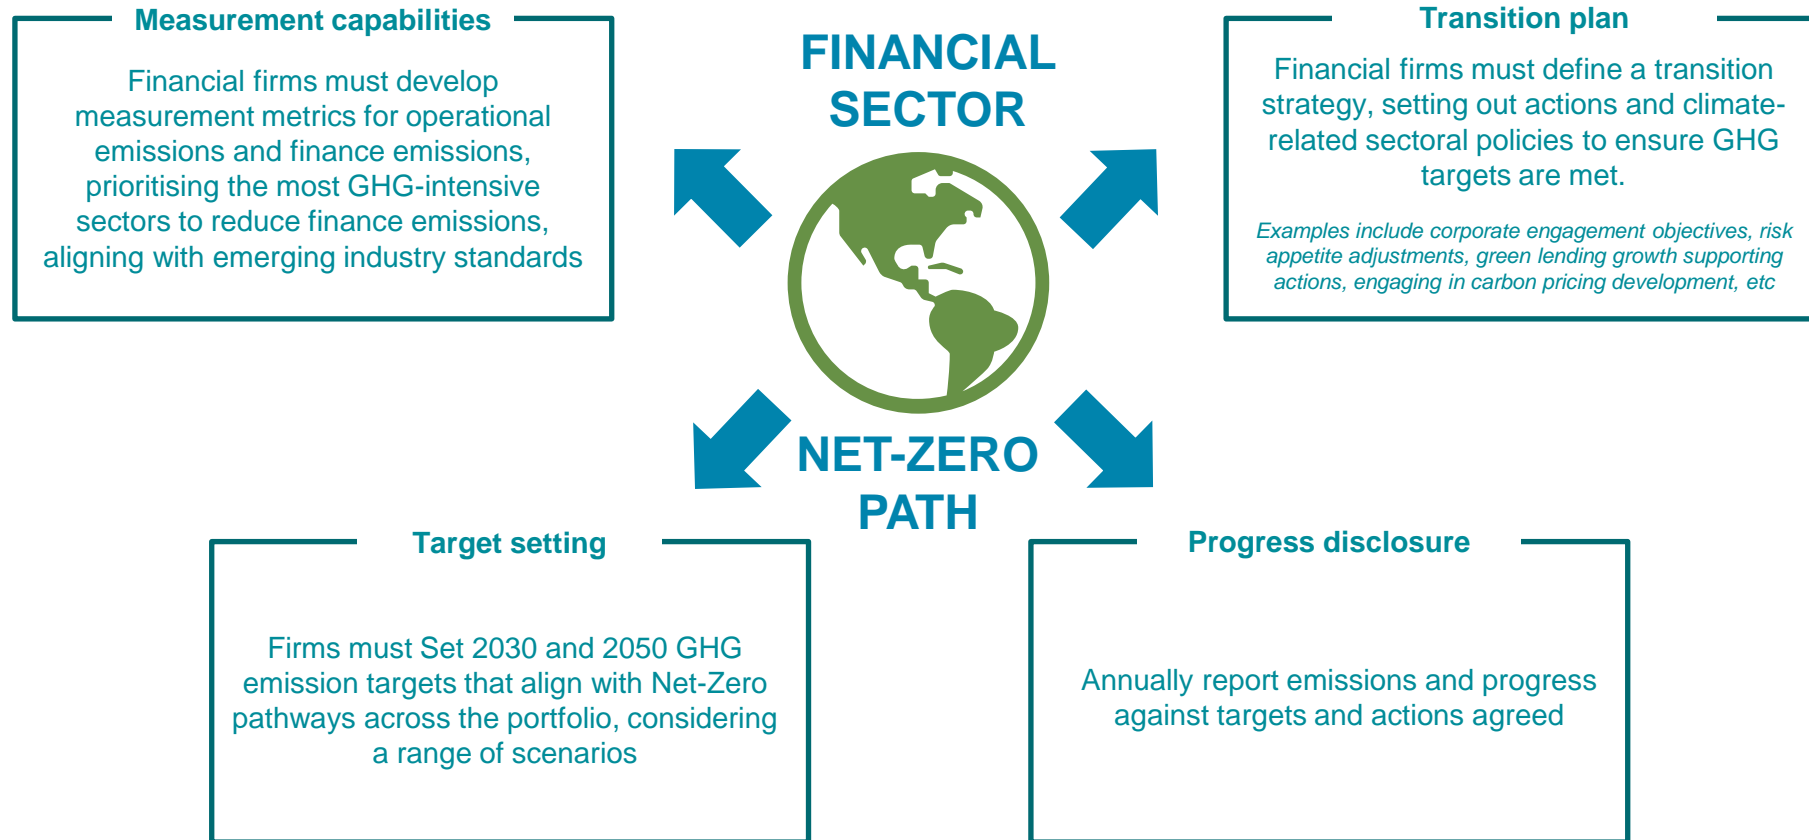 Measurement capabilities
Financial firms must develop
measurement metrics for operational
emissions and finance emissions,
prioritising the most GHG-intensive
sectors to reduce finance emissions,
aligning with emerging industry standards
FINANCIAL
SECTOR
Transition plan
Financial firms must define a transition
strategy, setting out actions and climate-
related sectoral policies to ensure GHG
targets are met.
Examples include corporate engagement objectives, risk
appetite adjustments, green lending growth supporting
actions, engaging in carbon pricing development, etc
NET-ZERO
PATH
Target setting
Firms must Set 2030 and 2050 GHG
emission targets that align with Net-Zero
pathways across the portfolio, considering
a range of scenarios
Progress disclosure
Annually report emissions and progress
against targets and actions agreed